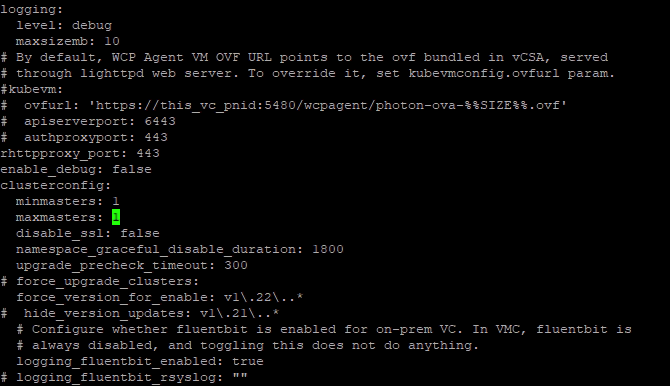 logging:
  level: debug
  maxsizemb: 10
# By default, WCP Agent VM OVF URL points to the ovf bundled in vCSA, served
# through lighttpd web server. To override it, set kubevmconfig.ovfurl param.
#kubevm:
#  ovfurl: 'https://this_vc_pnid:5480/wcpagent/photon-ova-%%SIZE%%.ovf'
#  apiserverport: 6443
#  authproxyport: 443
rhttpproxy_port: 443
enable_debug: false
clusterconfig:
  minmasters: 1
  maxmasters: 1
  disable_ssl: false
  namespace_graceful_disable_duration: 1800
  upgrade_precheck_timeout: 300
# force_upgrade_clusters:
  force_version_for_enable: v1\.22\..*
#  hide_version_updates: v1\.21\..*
  # Configure whether fluentbit is enabled for on-prem VC. In VMC, fluentbit is
  # always disabled, and toggling this does not do anything.
  logging_fluentbit_enabled: true
# logging_fluentbit_rsyslog: ""